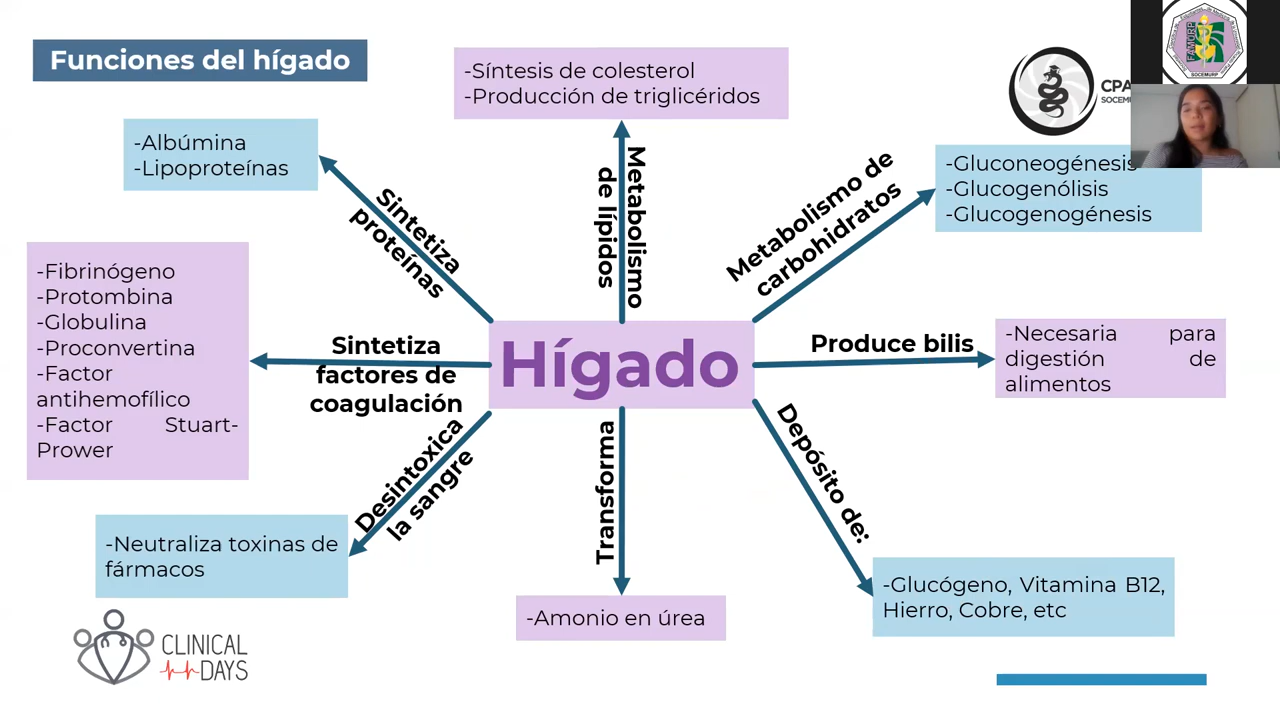 Funciones del hígado
-Síntesis de colesterol
-Producción de triglicéridos
FAMURP
SOCEMURP
CPA
SOCEMU
-Albúmina
-Lipoproteínas
Sintetiza
proteínas
Metabolismo
de lípidos
Metabolismo de
carbohidratos
-Gluconeogénesis
-Glucogenólisis
-Glucogenogénesis
-Fibrinógeno
-Protombina
-Globulina
-Proconvertina
-Factor
antihemofílico
-Factor Stuart-
Prower
Sintetiza
factores de
coagulación
Hígado
Produce bilis
-Necesaria para
digestión de
alimentos
Desintoxica
la sangre
Transforma
Depósito de:
-Neutraliza toxinas de
fármacos
-Amonio en úrea
-Glucógeno, Vitamina B12,
Hierro, Cobre, etc
CLINICAL
DAYS